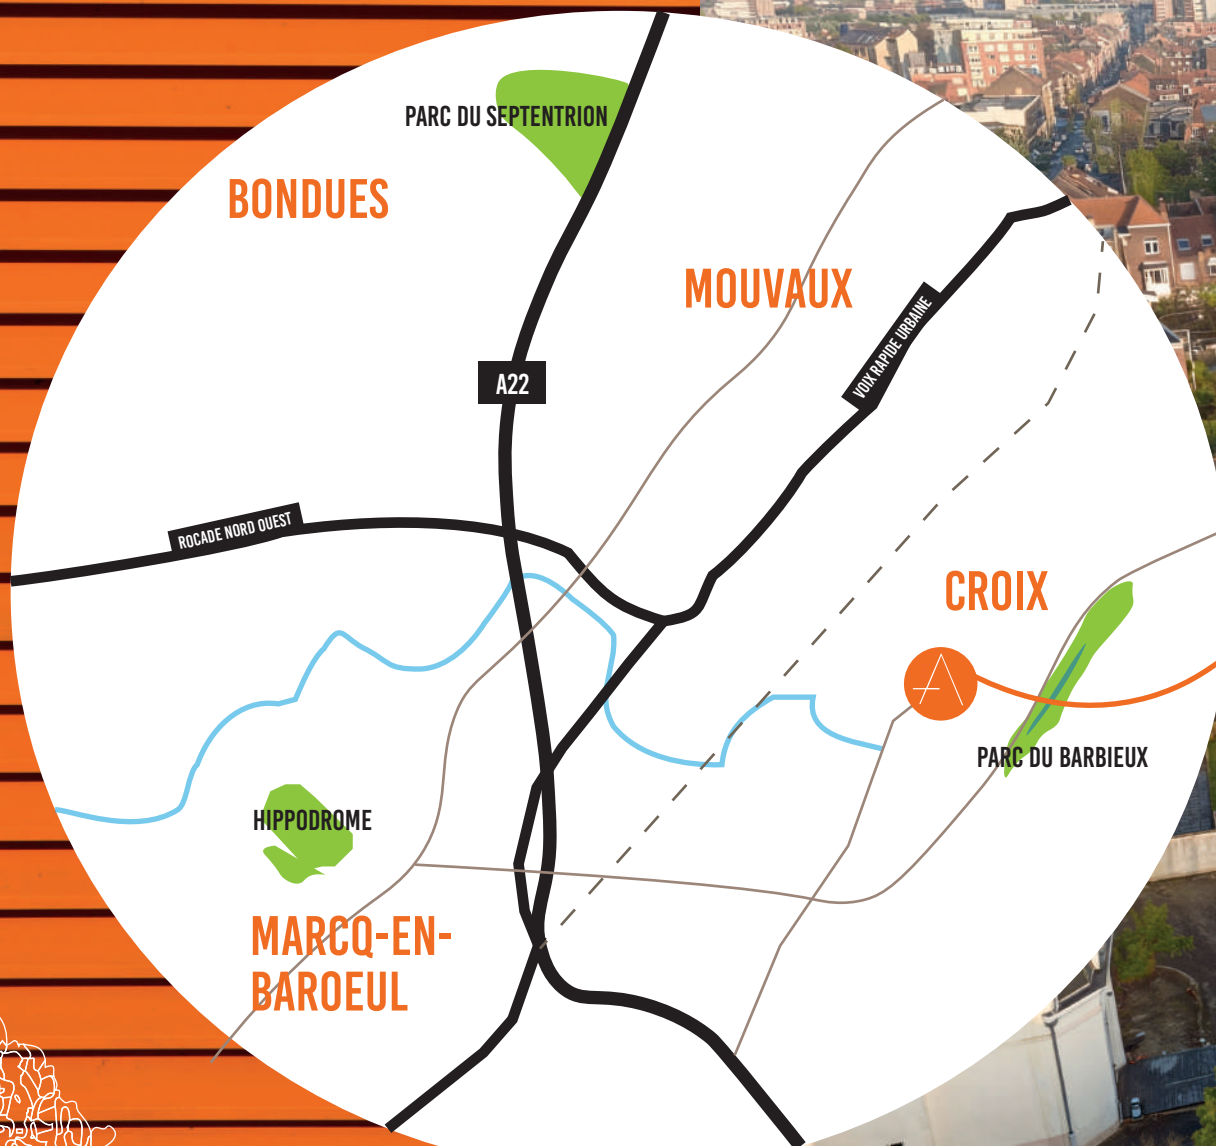 PARC DU SEPTENTRION
BONDUES
MOUVAUX
VOIX RAPIDE URBAINE
A22
ROCADE NORD OUEST
CROIX
PARC DU BARBIEUX
HIPPODROME
MARCQ-EN-
BAROEUL